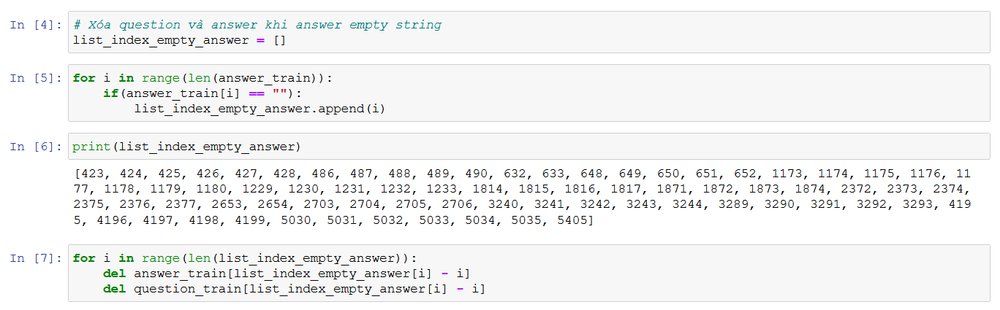 In [4]: # Xóa question và answer khi answer empty string
list_index_empty_answer = []
In [5]: for i in range(len(answer_train)):
    if(answer_train[i] == ""):
        list_index_empty_answer.append(i)
In [6]: print(list_index_empty_answer)
[423, 424, 425, 426, 427, 428, 486, 487, 488, 489, 490, 632, 633, 648, 649, 650, 651, 652, 1173, 1174, 1175, 1176, 11
77, 1178, 1179, 1180, 1229, 1230, 1231, 1232, 1233, 1814, 1815, 1816, 1817, 1871, 1872, 1873, 1874, 2372, 2373, 2374,
2375, 2376, 2377, 2653, 2654, 2703, 2704, 2705, 2706, 3240, 3241, 3242, 3243, 3244, 3289, 3290, 3291, 3292, 3293, 419
5, 4196, 4197, 4198, 4199, 5030, 5031, 5032, 5033, 5034, 5035, 5405]
In [7]: for i in range(len(list_index_empty_answer)):
    del answer_train[list_index_empty_answer[i] - i]
    del question_train[list_index_empty_answer[i] - i]